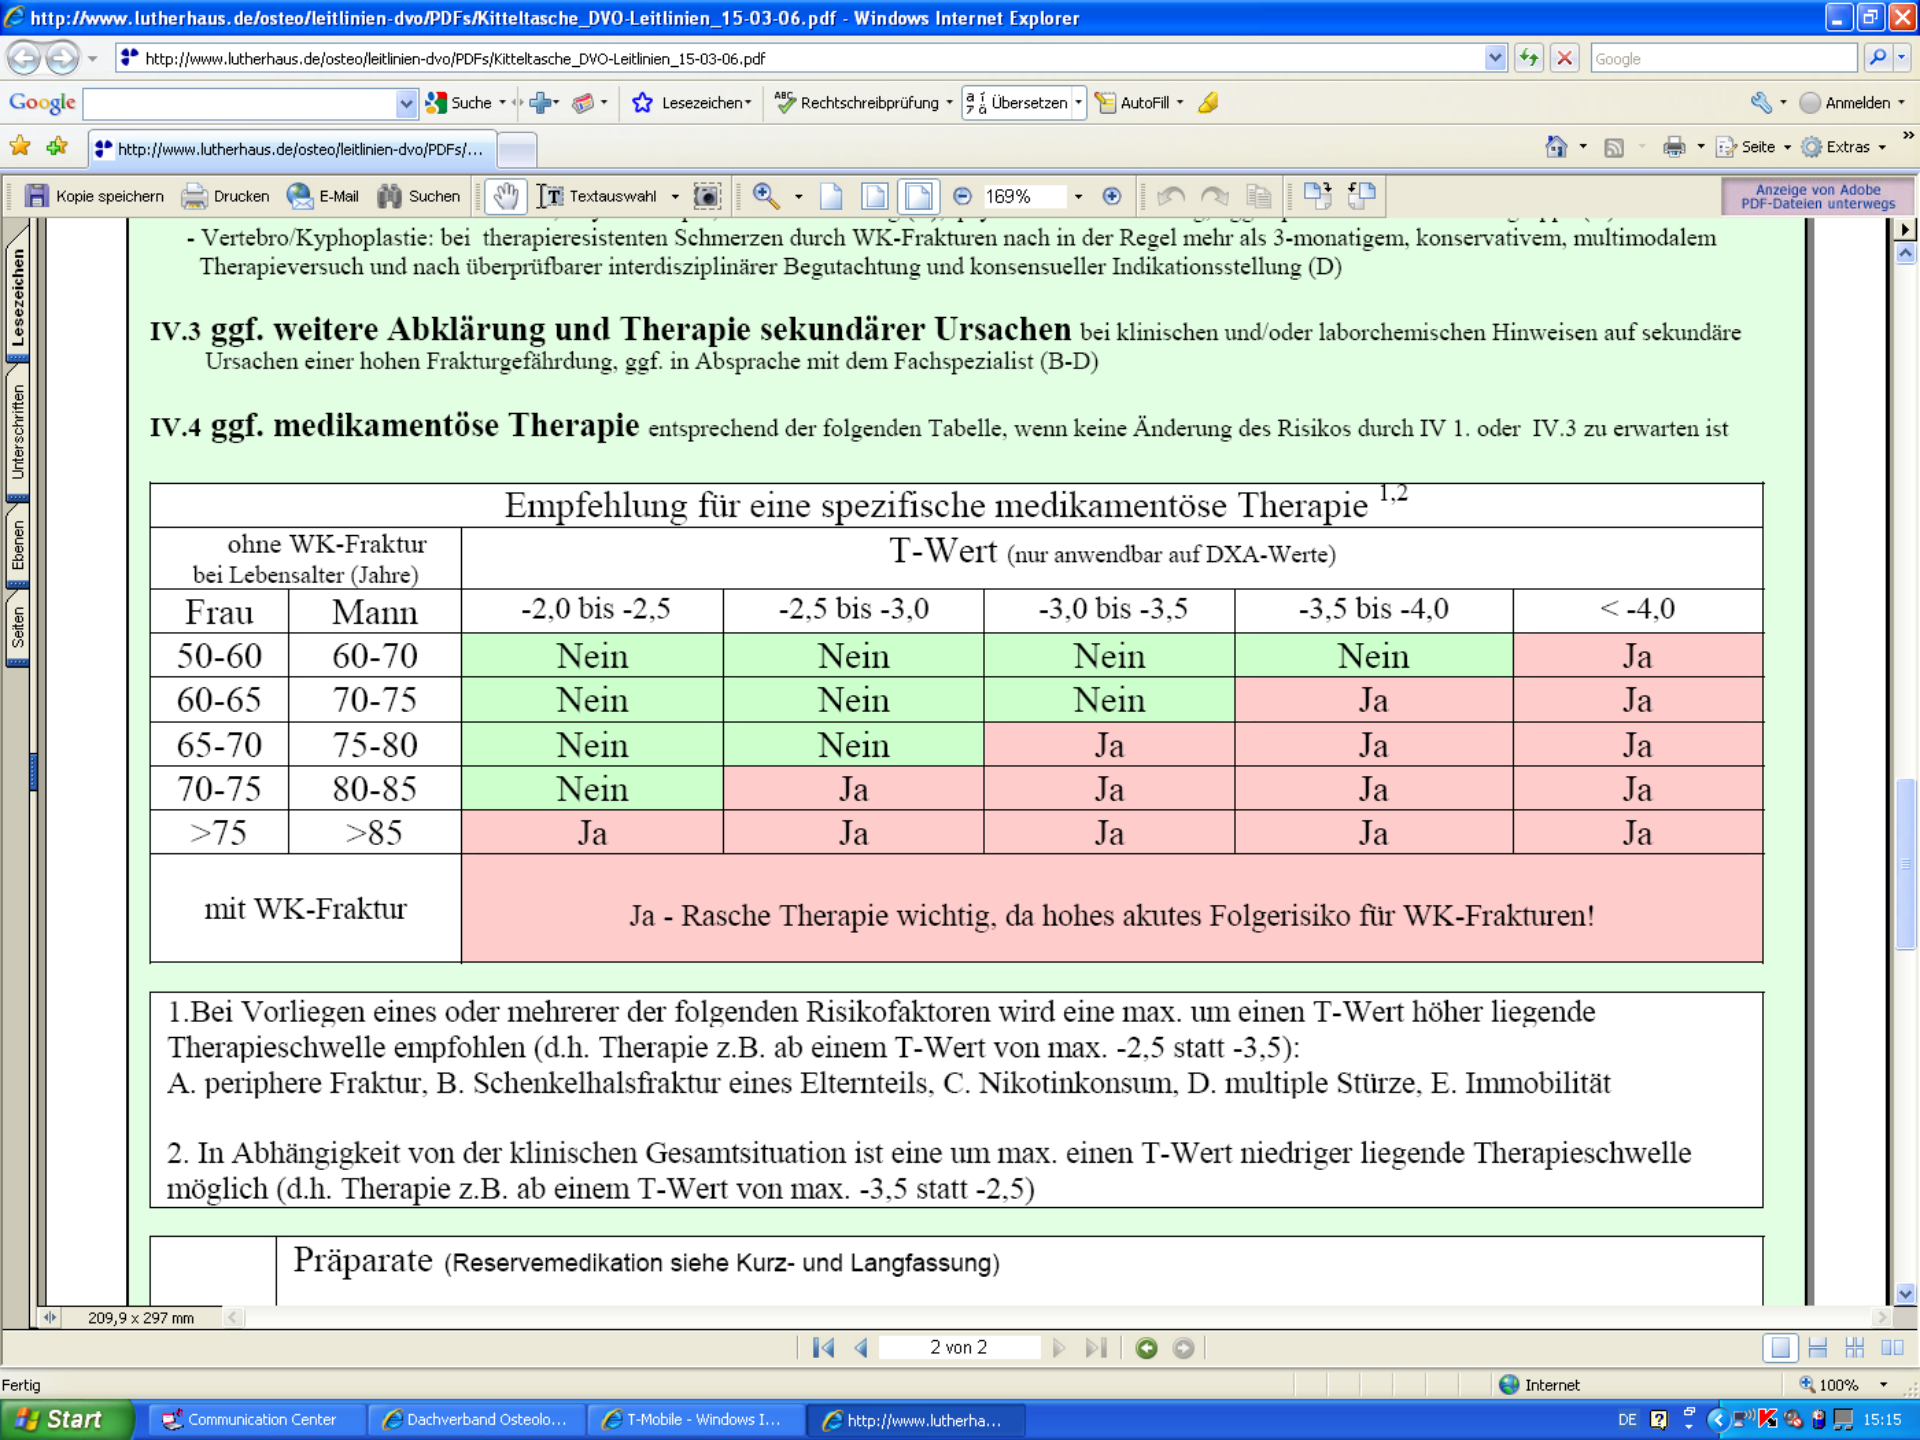 http://www.lutherhaus.de/osteo/leitlinien-dvo/PDFs/Kitteltasche_DVO-Leitlinien_15-03-06.pdf - Windows Internet Explorer
http://www.lutherhaus.de/osteo/leitlinien-dvo/PDFs/Kitteltasche_DVO-Leitlinien_15-03-06.pdf
Google
Google Suche Lesezeichen Rechtschreibprüfung Übersetzen AutoFill Anmelden
http://www.lutherhaus.de/osteo/leitlinien-dvo/PDFs/... Seite Extras »
Kopie speichern Drucken E-Mail Suchen Textauswahl 169% Anzeige von Adobe
PDF-Dateien unterwegs
Lesezeichen
Unterschriften
Ebenen
Seiten
- Vertebro/Kyphoplastie: bei therapieresistenten Schmerzen durch WK-Frakturen nach in der Regel mehr als 3-monatigem, konservativem, multimodalem
Therapieversuch und nach überprüfbarer interdisziplinärer Begutachtung und konsensueller Indikationsstellung (D)
IV.3 ggf. weitere Abklärung und Therapie sekundärer Ursachen bei klinischen und/oder laborchemischen Hinweisen auf sekundäre
Ursachen einer hohen Frakturgefährdung, ggf. in Absprache mit dem Fachspezialist (B-D)
IV.4 ggf. medikamentöse Therapie entsprechend der folgenden Tabelle, wenn keine Änderung des Risikos durch IV 1. oder IV.3 zu erwarten ist
Empfehlung für eine spezifische medikamentöse Therapie 1,2
ohne WK-Fraktur
bei Lebensalter (Jahre)
T-Wert (nur anwendbar auf DXA-Werte)
Frau Mann -2,0 bis -2,5 -2,5 bis -3,0 -3,0 bis -3,5 -3,5 bis -4,0 < -4,0
50-60 60-70 Nein Nein Nein Nein Ja
60-65 70-75 Nein Nein Nein Ja Ja
65-70 75-80 Nein Nein Ja Ja Ja
70-75 80-85 Nein Ja Ja Ja Ja
>75 >85 Ja Ja Ja Ja Ja
mit WK-Fraktur Ja - Rasche Therapie wichtig, da hohes akutes Folgerisiko für WK-Frakturen!
1.Bei Vorliegen eines oder mehrerer der folgenden Risikofaktoren wird eine max. um einen T-Wert höher liegende
Therapieschwelle empfohlen (d.h. Therapie z.B. ab einem T-Wert von max. -2,5 statt -3,5):
A. periphere Fraktur, B. Schenkelhalsfraktur eines Elternteils, C. Nikotinkonsum, D. multiple Stürze, E. Immobilität
2. In Abhängigkeit von der klinischen Gesamtsituation ist eine um max. einen T-Wert niedriger liegende Therapieschwelle
möglich (d.h. Therapie z.B. ab einem T-Wert von max. -3,5 statt -2,5)
Präparate (Reservemedikation siehe Kurz- und Langfassung)
209,9 x 297 mm
2 von 2
Fertig Internet 100%
Start Communication Center Dachverband Osteolo... T-Mobile - Windows I... http://www.lutherha... DE 15:15